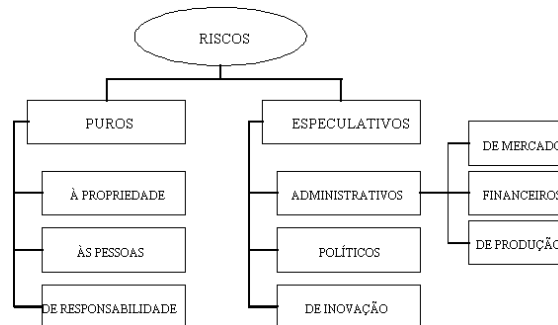 RISCOS
PUROS
ESPECULATIVOS
À PROPRIEDADE
ÀS PESSOAS
DE RESPONSABILIDADE
ADMINISTRATIVOS
POLÍTICOS
DE INOVAÇÃO
DE MERCADO
FINANCEIROS
DE PRODUÇÃO